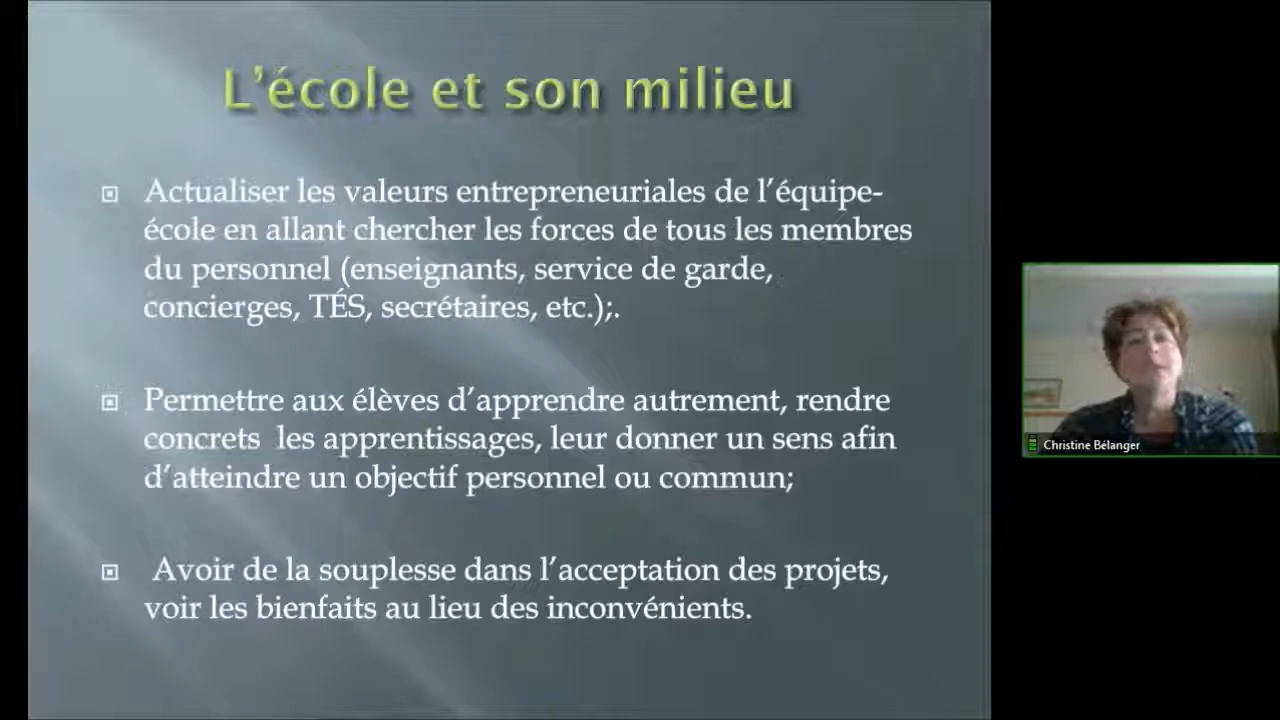 L'école et son milieu
Actualiser les valeurs entrepreneuriales de l'équipe-
école en allant chercher les forces de tous les membres
du personnel (enseignants, service de garde,
concierges, TÉS, secrétaires, etc.);.
Permettre aux élèves d'apprendre autrement, rendre
concrets  les apprentissages, leur donner un sens afin
d'atteindre un objectif personnel ou commun;
Avoir de la souplesse dans l'acceptation des projets,
voir les bienfaits au lieu des inconvénients.
Christine Bélanger